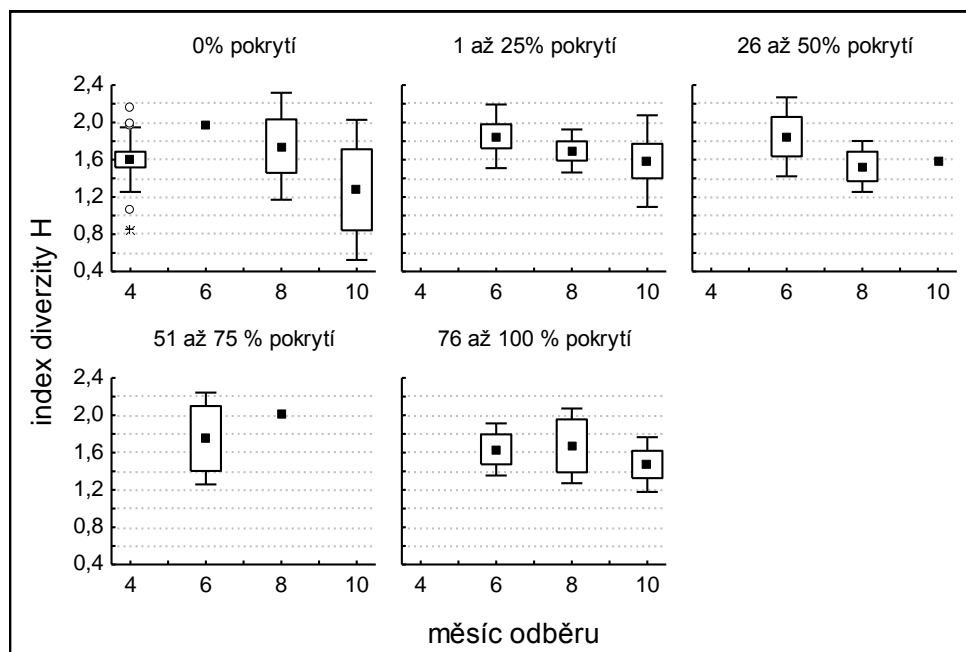 0% pokrytí
1 až 25% pokrytí
26 až 50% pokrytí
2,4
2,0
1,6
1,2
0,8
0,4
4 6 8 10
4 6 8 10
4 6 8 10
51 až 75 % pokrytí
76 až 100 % pokrytí
2,4
2,0
1,6
1,2
0,8
0,4
4 6 8 10
4 6 8 10
index diverzity H
měsíc odběru